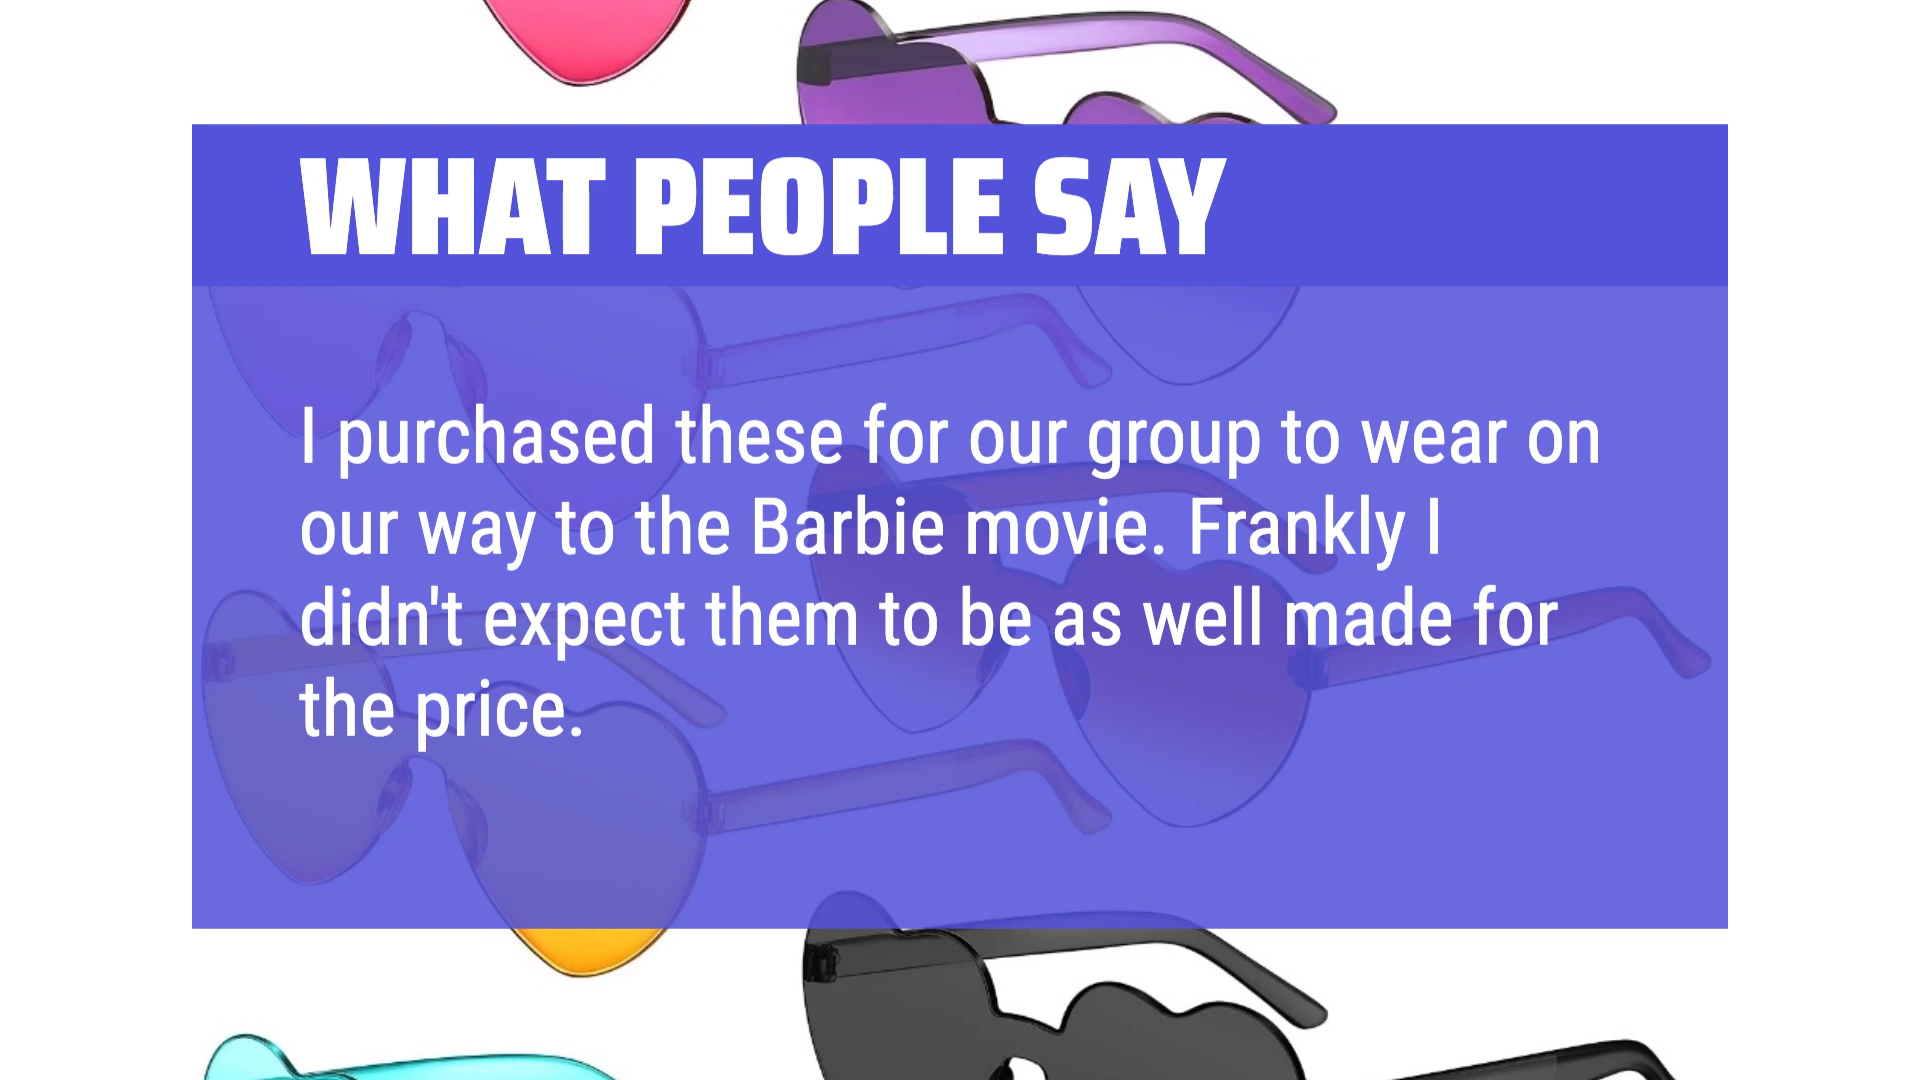 WHAT PEOPLE SAY
I purchased these for our group to wear on
our way to the Barbie movie. Frankly I
didn't expect them to be as well made for
the price.